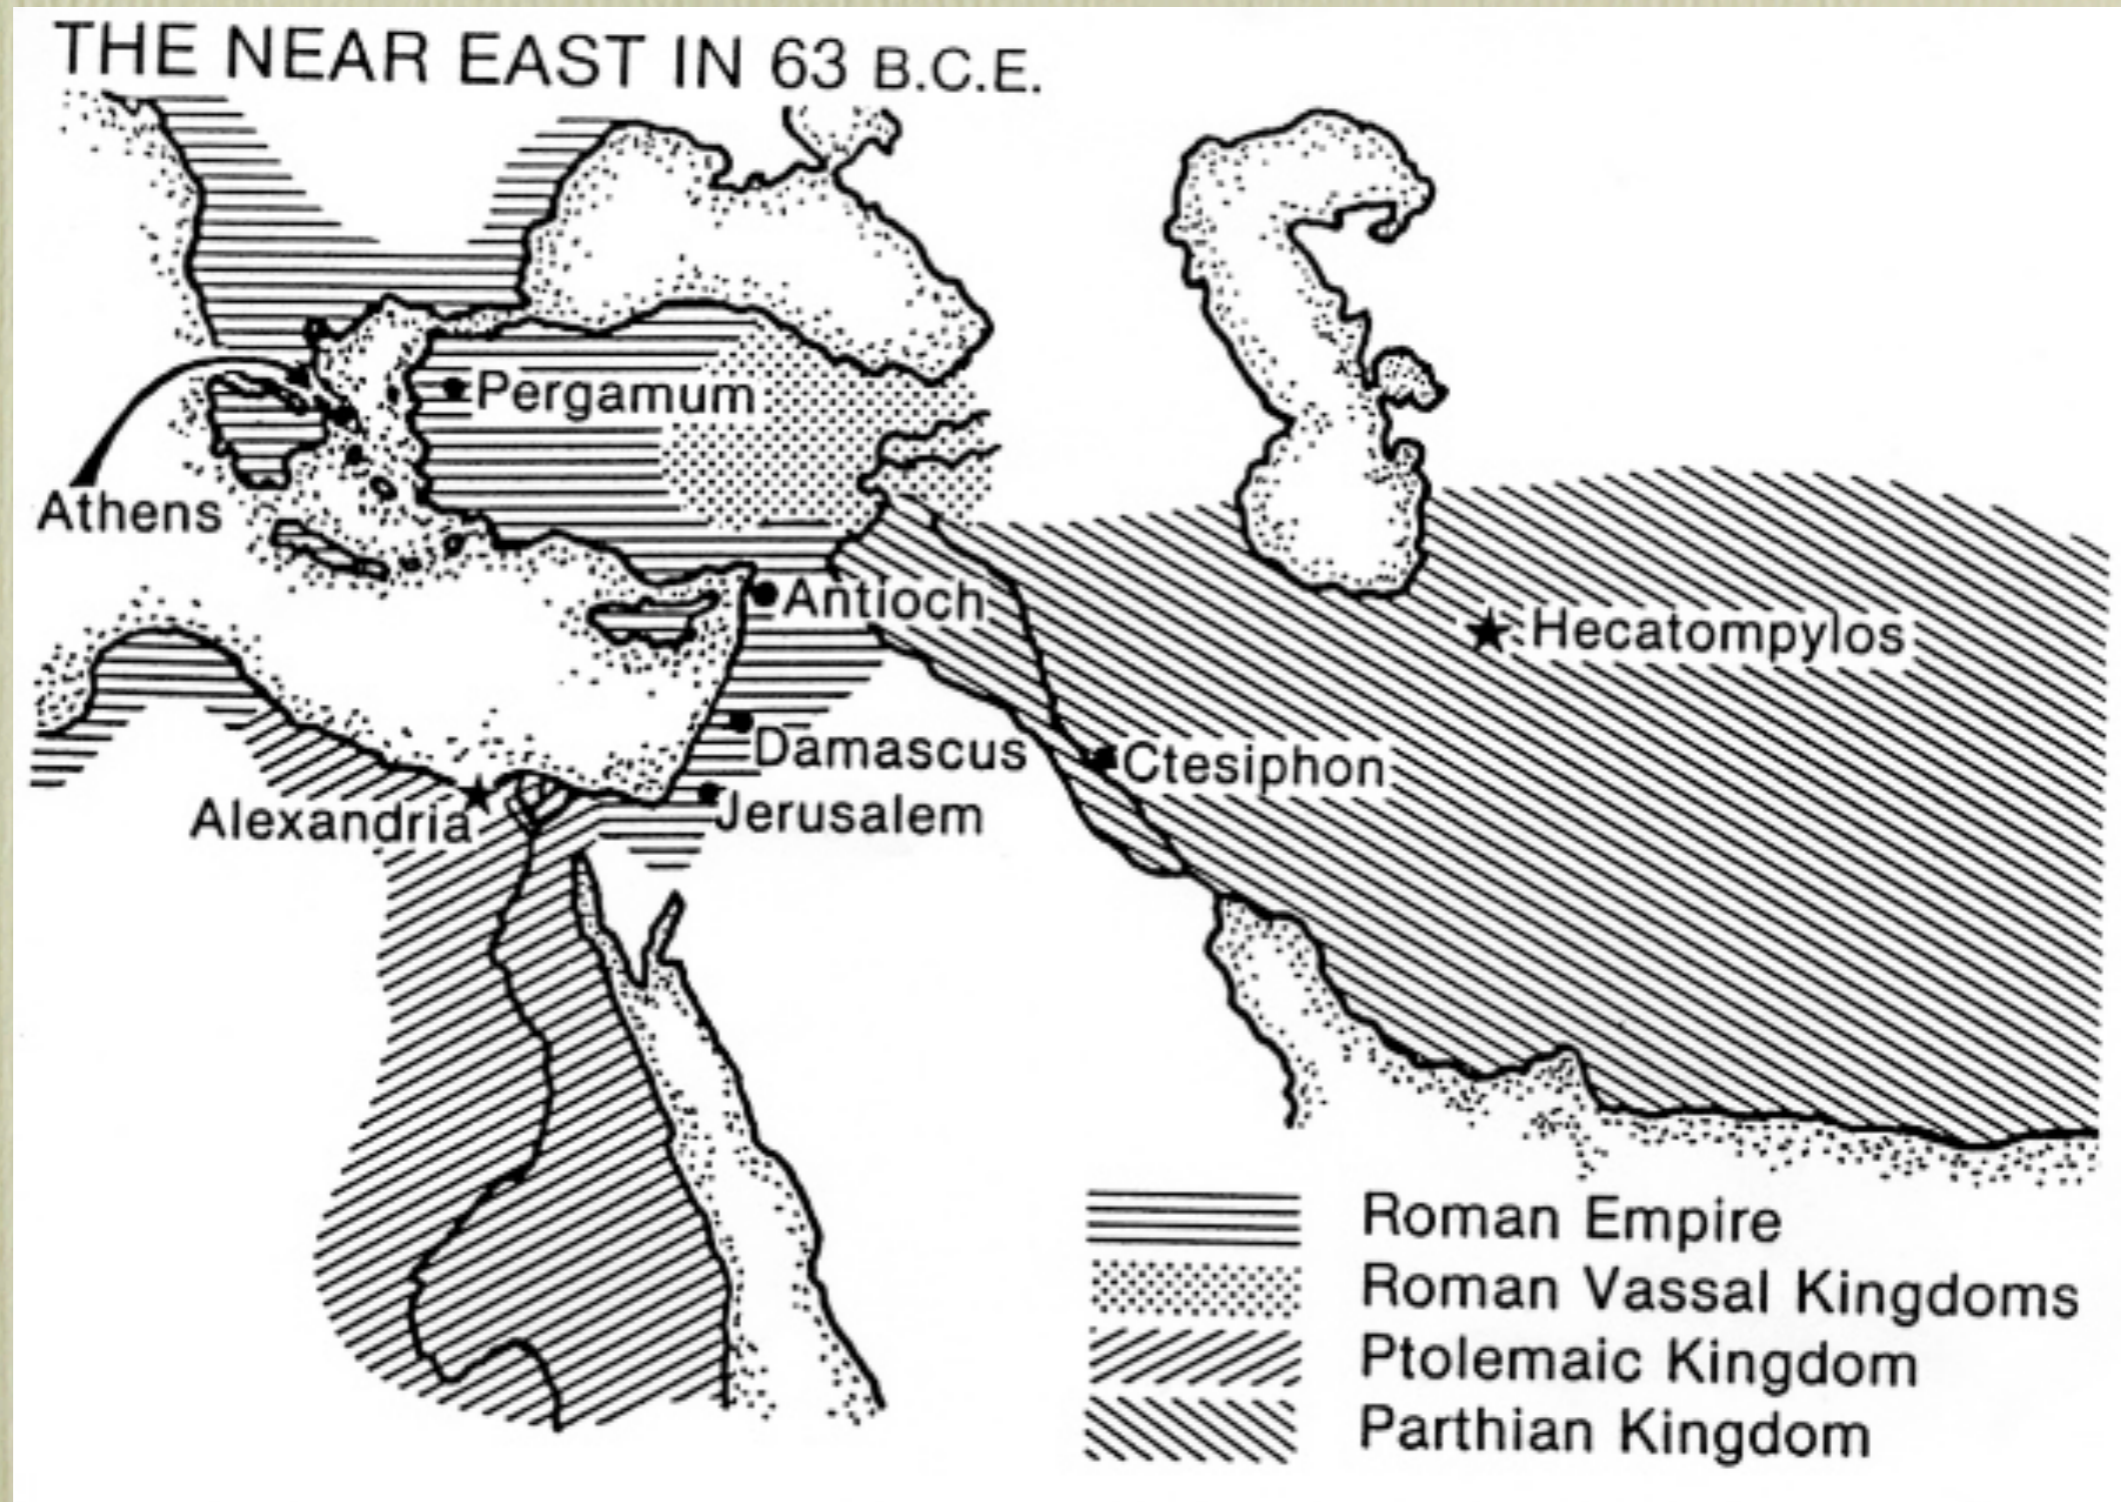 THE NEAR EAST IN 63 B.C.E.
Pergamum
Athens
Antioch
Hecatompylos
Damascus
Ctesiphon
Alexandria
Jerusalem
Roman Empire
Roman Vassal Kingdoms
Ptolemaic Kingdom
Parthian Kingdom